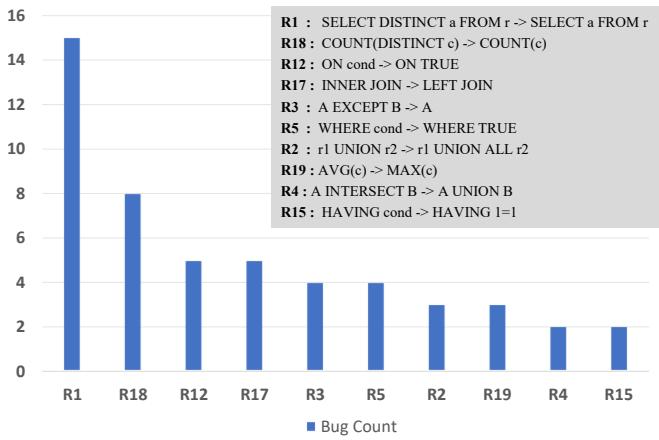 16
14
12
10
8
6
4
2
0
R1 : SELECT DISTINCT a FROM r -> SELECT a FROM r
R18 : COUNT(DISTINCT c) -> COUNT(c)
R12 : ON cond -> ON TRUE
R17 : INNER JOIN -> LEFT JOIN
R3 : A EXCEPT B -> A
R5 : WHERE cond -> WHERE TRUE
R2 : r1 UNION r2 -> r1 UNION ALL r2
R19 : AVG(c) -> MAX(c)
R4 : A INTERSECT B -> A UNION B
R15 : HAVING cond -> HAVING 1=1
R1 R18 R12 R17 R3 R5 R2 R19 R4 R15
Bug Count